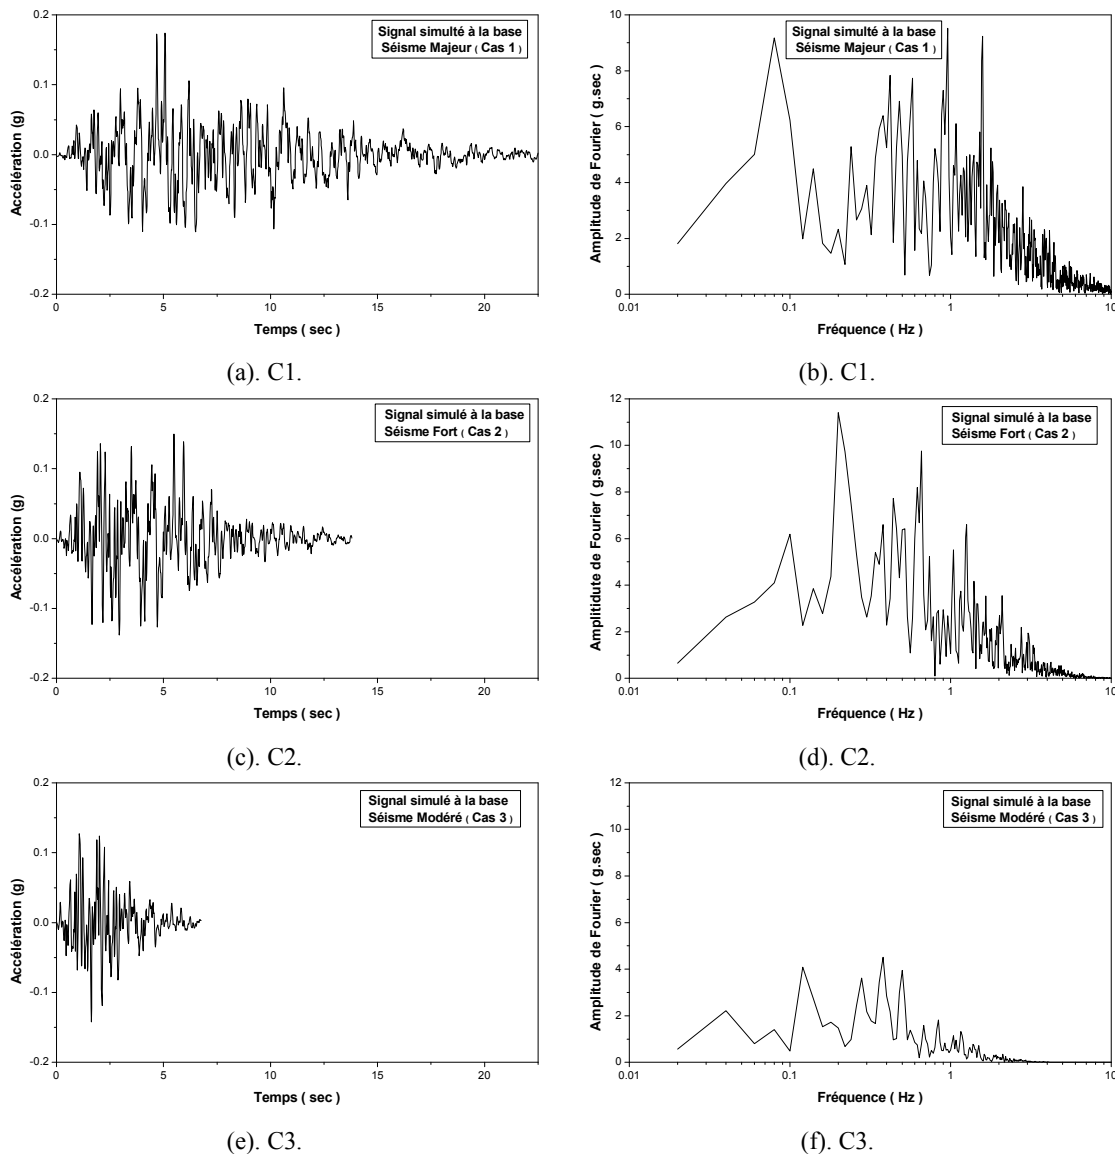 0.2
0.1
0.0
-0.1
-0.2
Accélération (g)
Signal simulté à la base
Séisme Majeur ( Cas 1 )
0
5
10
15
20
Temps ( sec )
(a). C1.
10
8
6
4
2
0
Amplitude de Fourier ( g.sec )
Signal simulté à la base
Séisme Majeur ( Cas 1 )
0.01
0.1
1
10
Fréquence ( Hz )
(b). C1.
0.2
0.1
0.0
-0.1
-0.2
Accélération (g)
Signal simulé à la base
Séisme Fort ( Cas 2 )
0
5
10
15
20
Temps ( sec )
(c). C2.
12
10
8
6
4
2
0
Amplitidute de Fourier ( g.sec )
Signal simulé à la base
Séisme Fort ( Cas 2 )
0.01
0.1
1
10
Fréquence ( Hz )
(d). C2.
0.2
0.1
0.0
-0.1
-0.2
Accélération (g)
Signal simulé à la base
Séisme Modéré ( Cas 3 )
0
5
10
15
20
Temps ( sec )
(e). C3.
12
10
8
6
4
2
0
Amplitude de Fourier ( g.sec )
Signal simulé à la base
Séisme Modéré ( Cas 3 )
0.01
0.1
1
10
Fréquence ( Hz )
(f). C3.